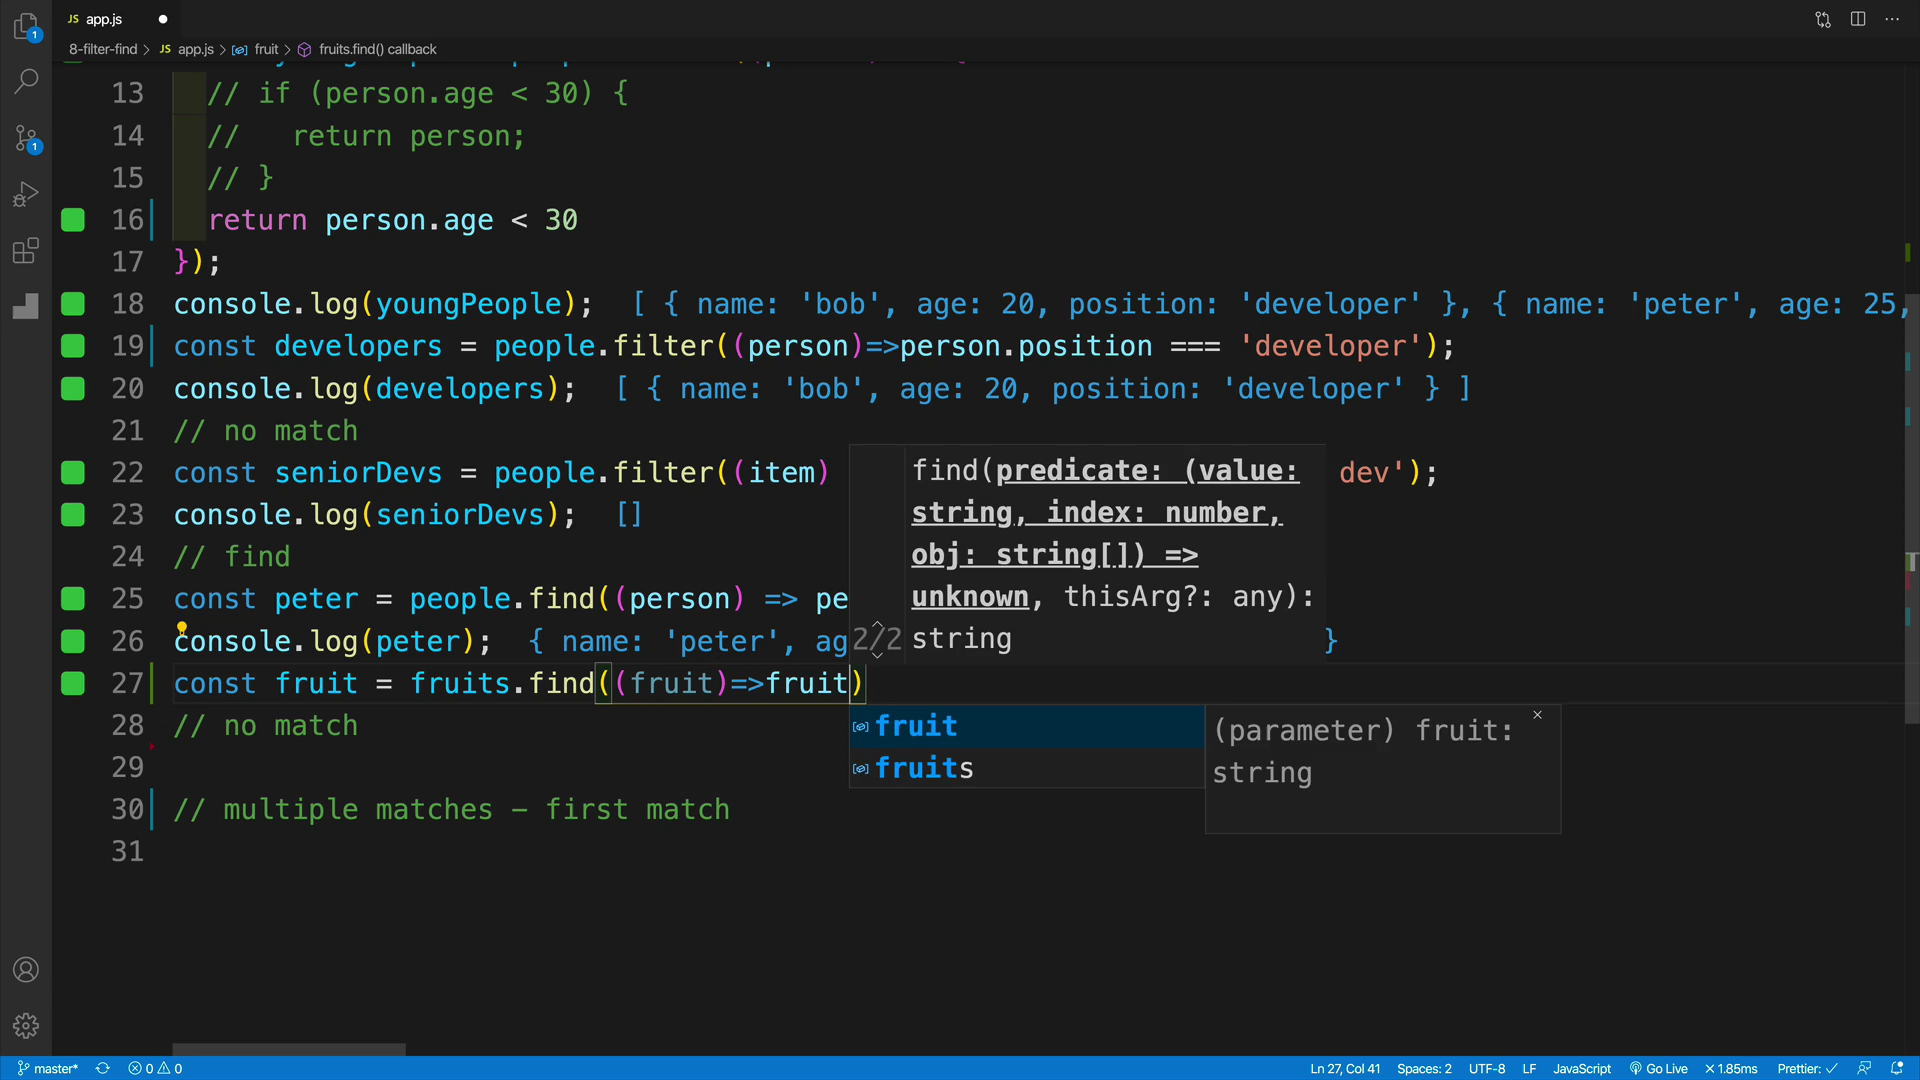 JS app.js
8-filter-find > JS app.js > fruit > fruits.find() callback
13 // if (person.age < 30) {
14 //   return person;
15 // }
16 return person.age < 30
17 });
18 console.log(youngPeople); [ { name: 'bob', age: 20, position: 'developer' }, { name: 'peter', age: 25,
19 const developers = people.filter((person)=>person.position === 'developer');
20 console.log(developers); [ { name: 'bob', age: 20, position: 'developer' } ]
21 // no match
22 const seniorDevs = people.filter((item) dev');
23 console.log(seniorDevs); []
24 // find
25 const peter = people.find((person) => pe
26 console.log(peter); { name: 'peter', ag }
27 const fruit = fruits.find((fruit)=>fruit)
28 // no match
29
30 // multiple matches - first match
31
find(predicate: (value:
string, index: number,
obj: string[]) =>
unknown, thisArg?: any):
2/2 string
fruit
fruits
(parameter) fruit:
string
1
1
master* 0 0 Ln 27, Col 41 Spaces: 2 UTF-8 LF JavaScript Go Live × 1.85ms Prettier: ✓